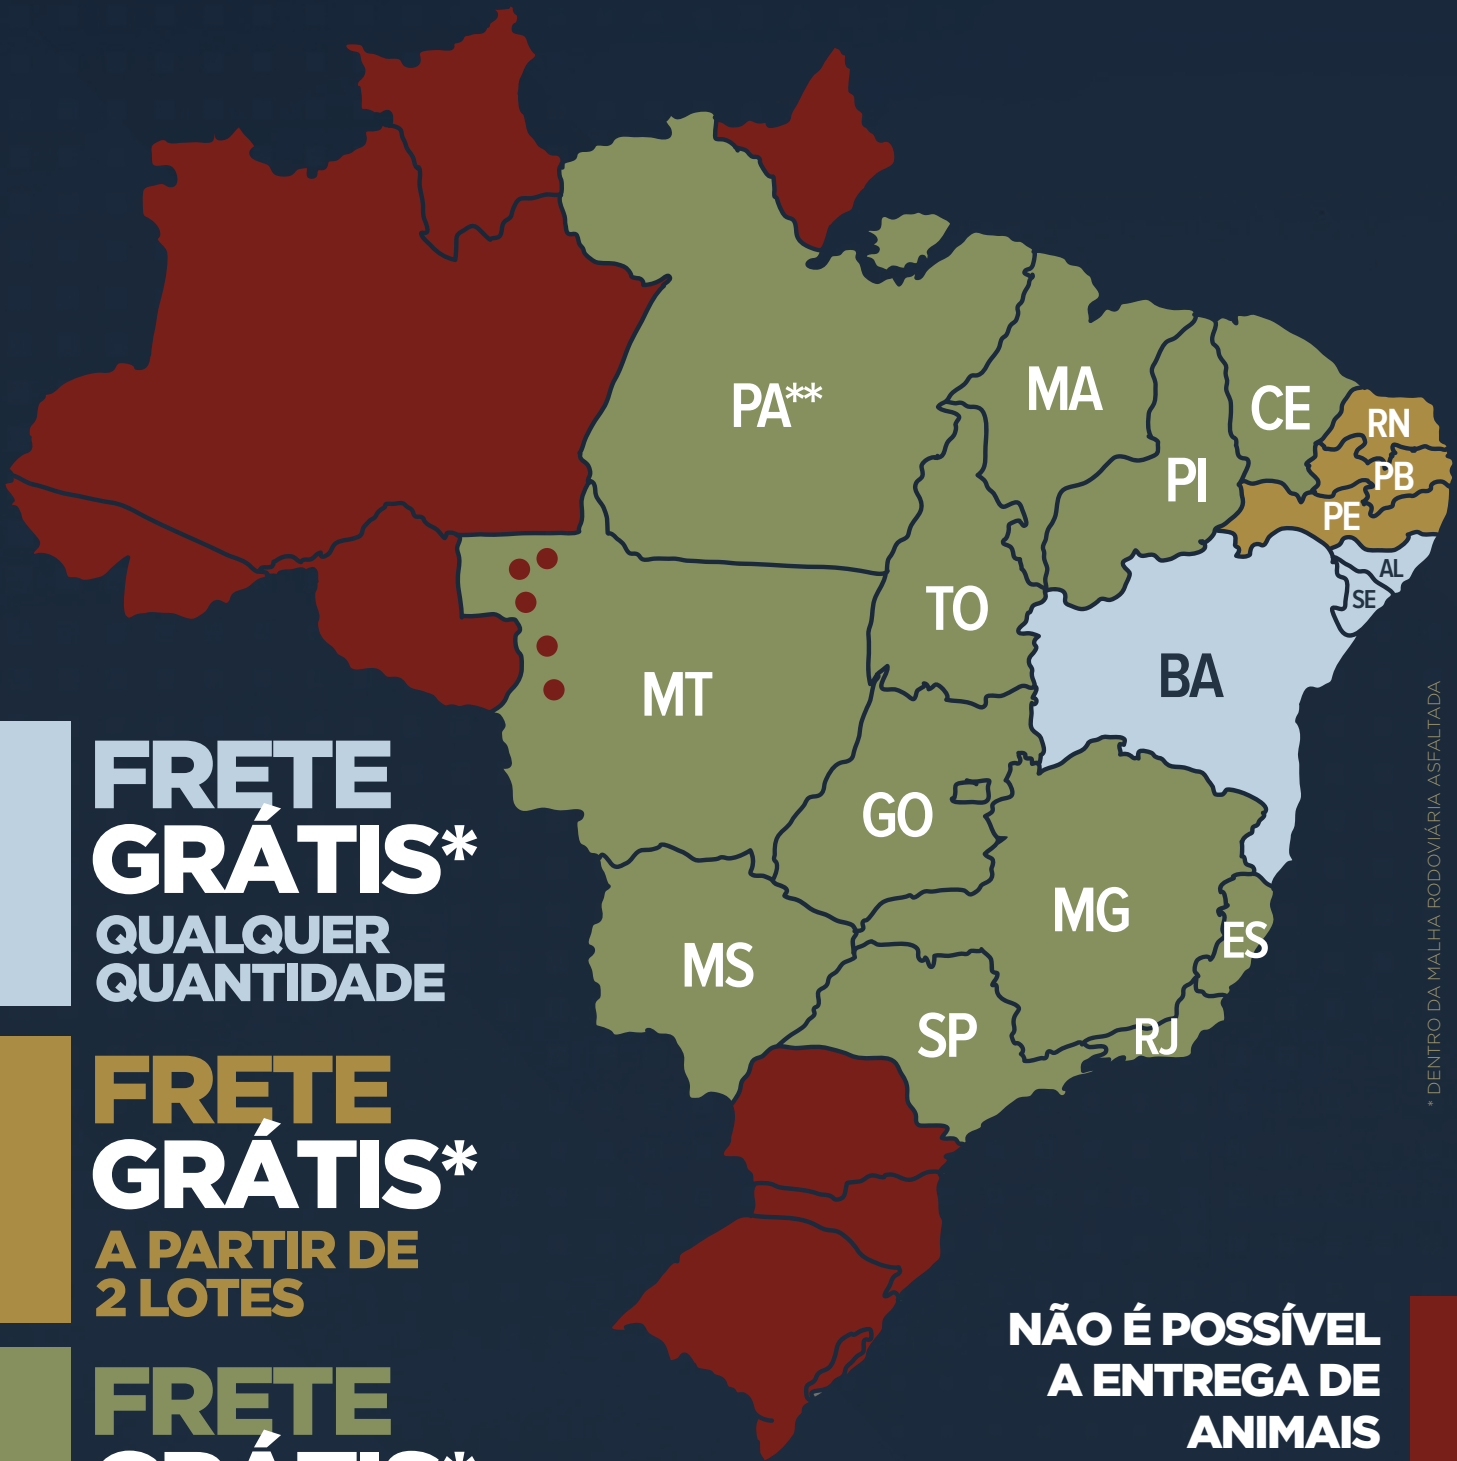 PA**
MA
CE
RN
PB
PI
PE
AL
SE
TO
BA
MT
GO
MG
ES
MS
SP
RJ
FRETE
GRÁTIS*
QUALQUER
QUANTIDADE
FRETE
GRÁTIS*
A PARTIR DE
2 LOTES
FRETE
GRÁTIS*
NÃO É POSSÍVEL
A ENTREGA DE
ANIMAIS
* DENTRO DA MALHA RODOVIÁRIA ASFALTADA